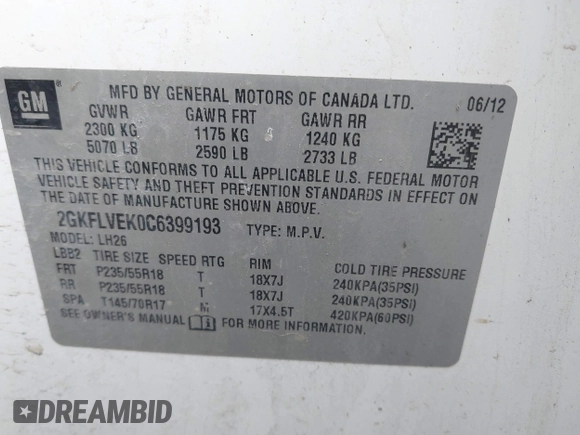 GM ®
MFD BY GENERAL MOTORS OF CANADA LTD. 06/12
GVWR GAWR FRT GAWR RR
2300 KG 1175 KG 1240 KG
5070 LB 2590 LB 2733 LB
THIS VEHICLE CONFORMS TO ALL APPLICABLE U.S. FEDERAL MOTOR
VEHICLE SAFETY AND THEFT PREVENTION STANDARDS IN EFFECT ON
THE DATE OF MANUFACTURE SHOWN ABOVE.
2GKFLVEK0C6399193 TYPE: M.P.V.
MODEL: LH26
LBB2 TIRE SIZE SPEED RTG RIM COLD TIRE PRESSURE
FRT P235/55R18 T 18X7J 240KPA(35PSI)
RR P235/55R18 T 18X7J 240KPA(35PSI)
SPA T145/70R17 M 17X4.5T 420KPA(60PSI)
SEE OWNER'S MANUAL i FOR MORE INFORMATION.
DREAMBID